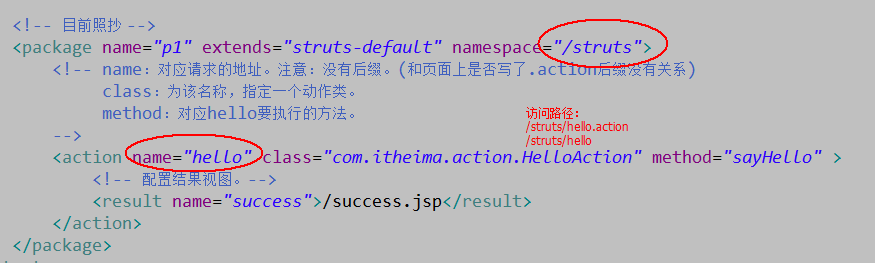 <!-- 目前照抄 -->
<package name="p1" extends="struts-default" namespace="/struts">
<!-- name：对应请求的地址。注意：没有后缀。(和页面上是否写了.action后缀没有关系)
class：为该名称，指定一个动作类。
method：对应hello要执行的方法。
-->
访问路径：
/struts/hello.action
/struts/hello
<action name="hello" class="com.itheima.action.HelloAction" method="sayHello" >
<!-- 配置结果视图。-->
<result name="success">/success.jsp</result>
</action>
</package>